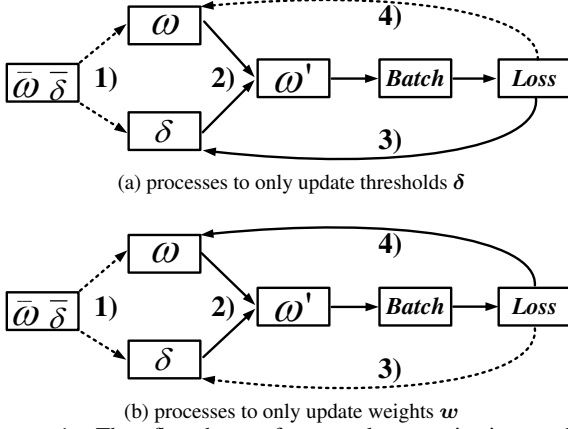 ω
4)
ω̄ δ̄
1)
2)
ω'
Batch
Loss
δ
3)
(a) processes to only update thresholds δ
ω
4)
ω̄ δ̄
1)
2)
ω'
Batch
Loss
δ
3)
(b) processes to only update weights w